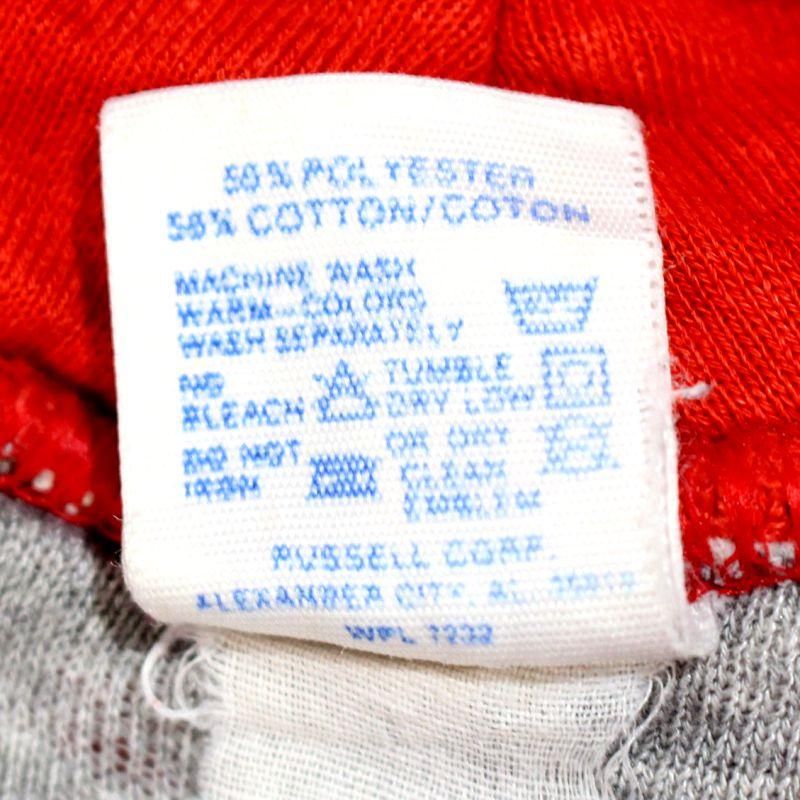 50% POLYESTER
50% COTTON/COTON
MACHINE WASH
WARM—COLORS
WASH SEPARATELY
NO
BLEACH
TUMBLE
DRY LOW
DO NOT
IRON
OR DRY
CLEAN
RUSSELL CORP.
ALEXANDER CITY, AL.
WPL 7232